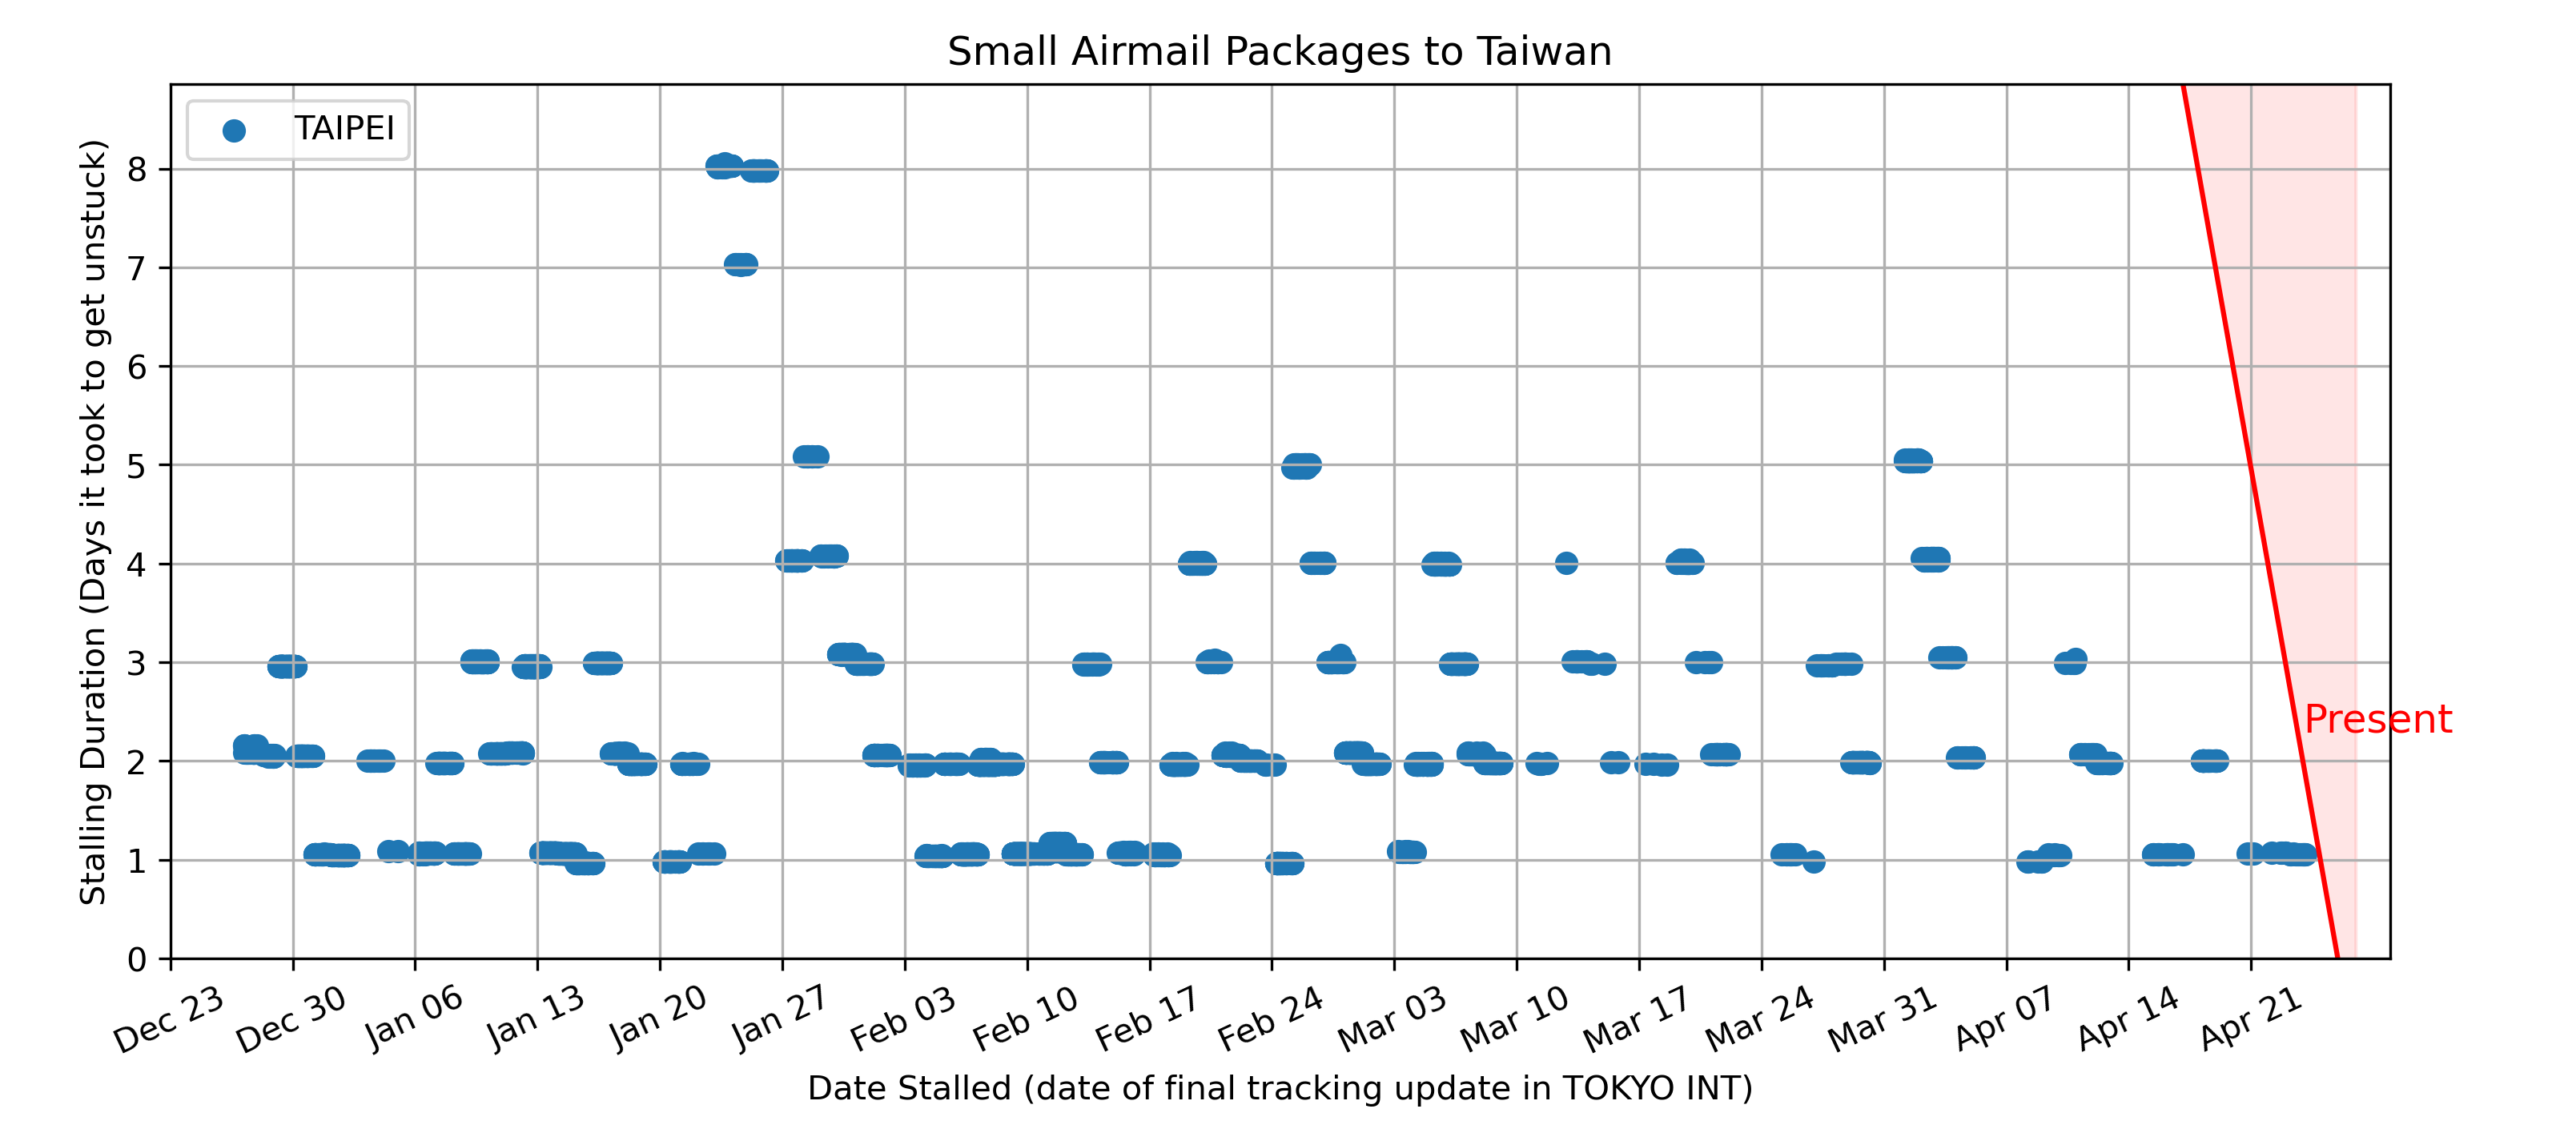 Small Airmail Packages to Taiwan
TAIPEI
Stalling Duration (Days it took to get unstuck)
8
7
6
5
4
3
2
1
0
Present
Dec 23
Dec 30
Jan 06
Jan 13
Jan 20
Jan 27
Feb 03
Feb 10
Feb 17
Feb 24
Mar 03
Mar 10
Mar 17
Mar 24
Mar 31
Apr 07
Apr 14
Apr 21
Date Stalled (date of final tracking update in TOKYO INT)